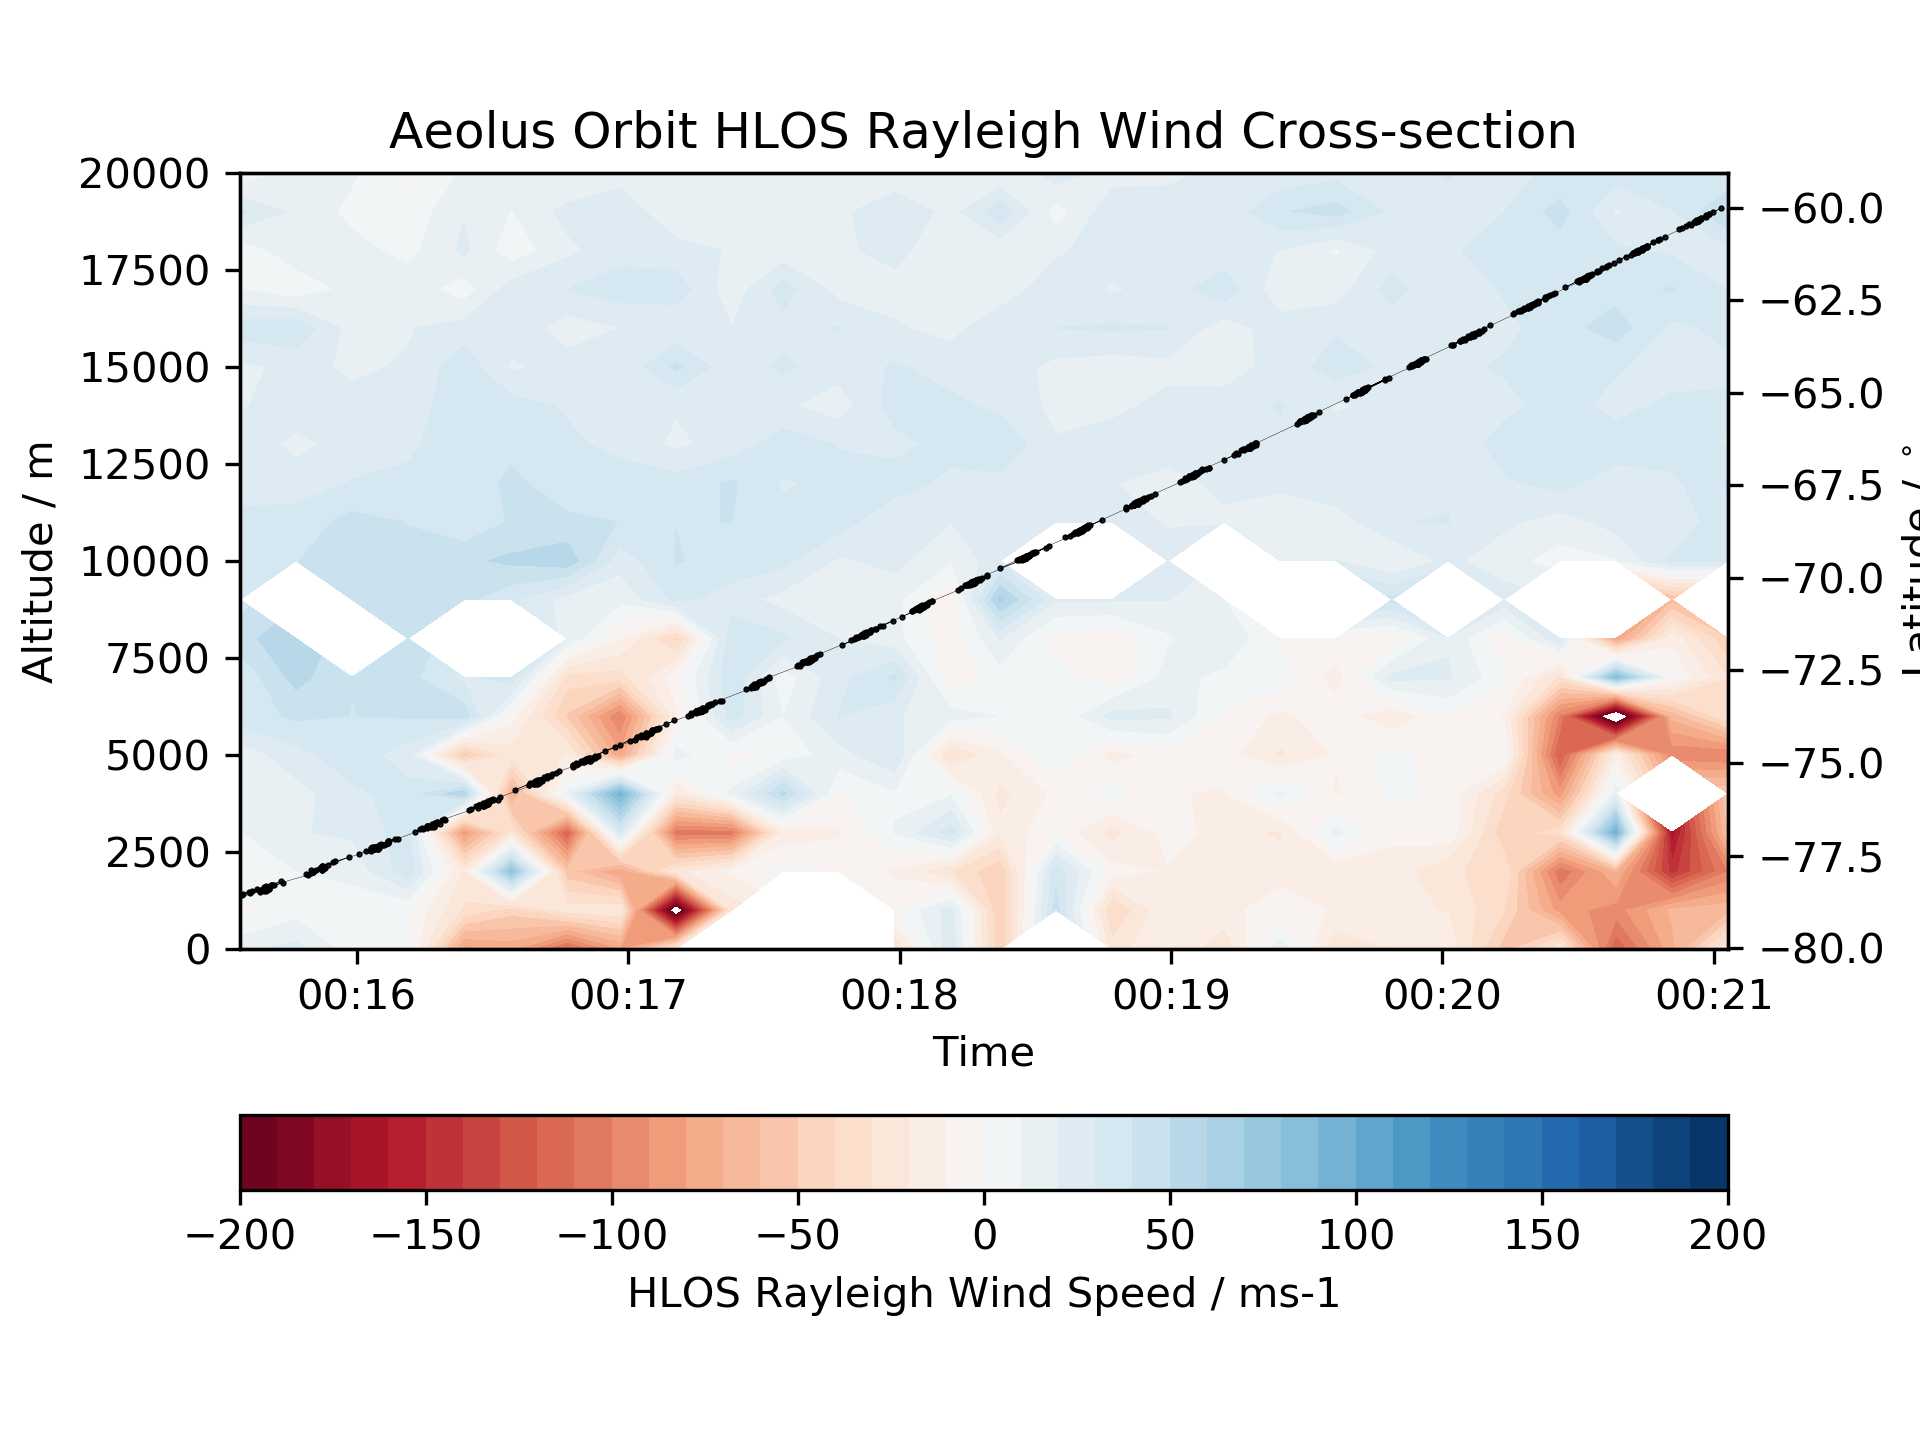 Aeolus Orbit HLOS Rayleigh Wind Cross-section
20000
17500
15000
12500
10000
7500
5000
2500
0
Altitude / m
−60.0
−62.5
−65.0
−67.5
−70.0
−72.5
−75.0
−77.5
−80.0
Latitude / °
00:16 00:17 00:18 00:19 00:20 00:21
Time
−200 −150 −100 −50 0 50 100 150 200
HLOS Rayleigh Wind Speed / ms-1